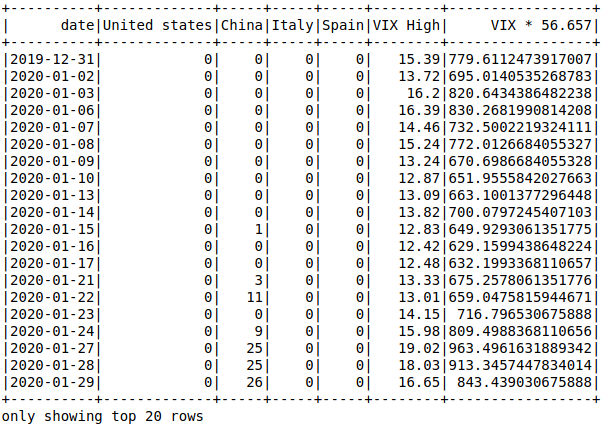 +----------+-------------+-----+-----+-----+--------+-----------------+
|      date|United states|China|Italy|Spain|VIX High|     VIX * 56.657|
+----------+-------------+-----+-----+-----+--------+-----------------+
|2019-12-31|            0|    0|    0|    0|   15.39|779.6112473917007|
|2020-01-02|            0|    0|    0|    0|   13.72|695.0140535268783|
|2020-01-03|            0|    0|    0|    0|    16.2|820.6434386482238|
|2020-01-06|            0|    0|    0|    0|   16.39|830.2681990814208|
|2020-01-07|            0|    0|    0|    0|   14.46|732.5002219324111|
|2020-01-08|            0|    0|    0|    0|   15.24|772.0126684055327|
|2020-01-09|            0|    0|    0|    0|   13.24|670.6986684055328|
|2020-01-10|            0|    0|    0|    0|   12.87|651.9555842027663|
|2020-01-13|            0|    0|    0|    0|   13.09|663.1001377296448|
|2020-01-14|            0|    0|    0|    0|   13.82|700.0797245407103|
|2020-01-15|            0|    1|    0|    0|   12.83|649.9293061351775|
|2020-01-16|            0|    0|    0|    0|   12.42|629.1599438648224|
|2020-01-17|            0|    0|    0|    0|   12.48|632.1993368110657|
|2020-01-21|            0|    3|    0|    0|   13.33|675.2578061351776|
|2020-01-22|            0|   11|    0|    0|   13.01|659.0475815944671|
|2020-01-23|            0|    0|    0|    0|   14.15| 716.796530675888|
|2020-01-24|            0|    9|    0|    0|   15.98|809.4988368110656|
|2020-01-27|            0|   25|    0|    0|   19.02|963.4961631889342|
|2020-01-28|            0|   25|    0|    0|   18.03|913.3457447834014|
|2020-01-29|            0|   26|    0|    0|   16.65| 843.439030675888|
+----------+-------------+-----+-----+-----+--------+-----------------+
only showing top 20 rows